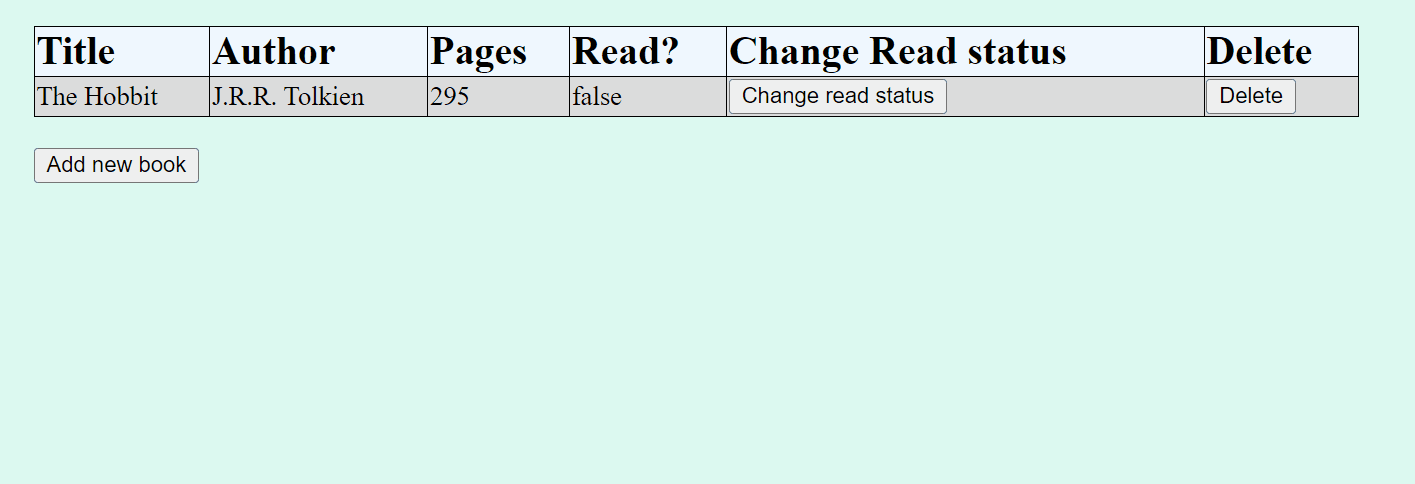 Title Author Pages Read? Change Read status Delete
The Hobbit J.R.R. Tolkien 295 false Change read status Delete
Add new book